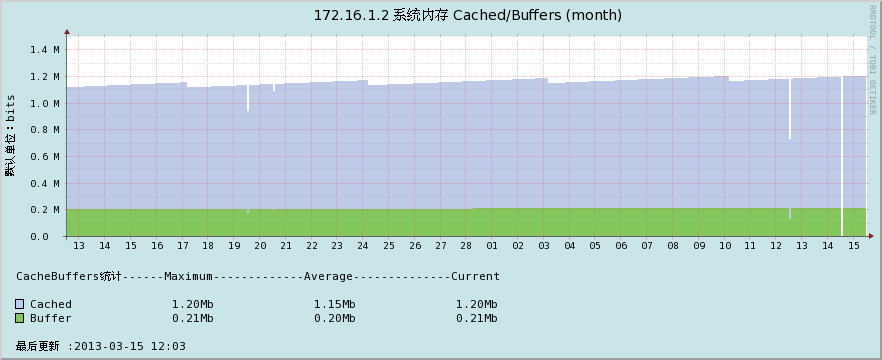 172.16.1.2 系统内存 Cached/Buffers (month)
RRDTOOL / TOBI OETIKER
默认单位：bits
1.4 M
1.2 M
1.0 M
0.8 M
0.6 M
0.4 M
0.2 M
0.0
13 14 15 16 17 18 19 20 21 22 23 24 25 26 27 28 01 02 03 04 05 06 07 08 09 10 11 12 13 14 15
CacheBuffers统计------Maximum-------------Average--------------Current
Cached 1.20Mb 1.15Mb 1.20Mb
Buffer 0.21Mb 0.20Mb 0.21Mb
最后更新 :2013-03-15 12:03